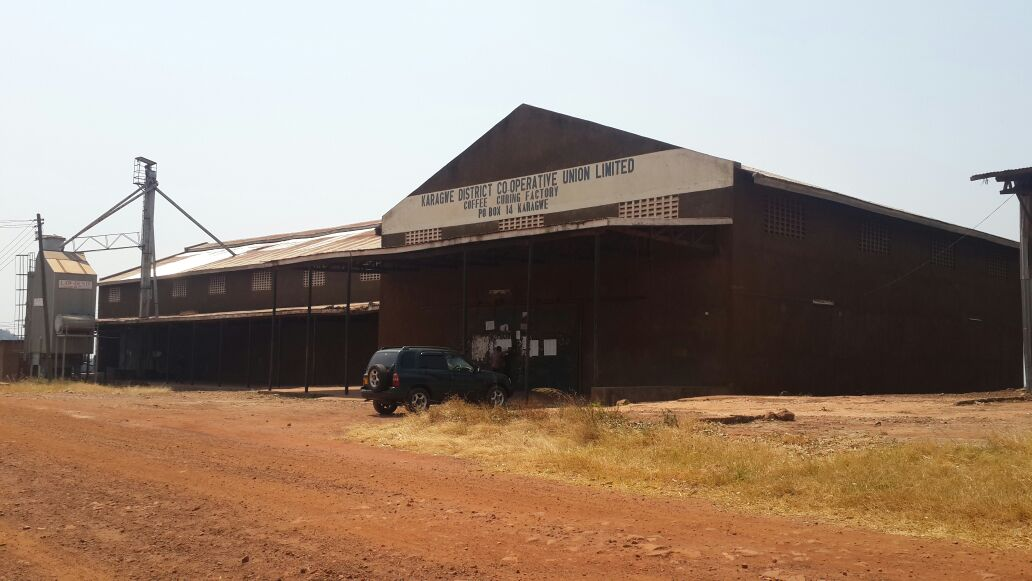 KARAGWE DISTRICT CO-OPERATIVE UNION LIMITED
COFFEE CURING FACTORY
PO BOX 14 KARAGWE